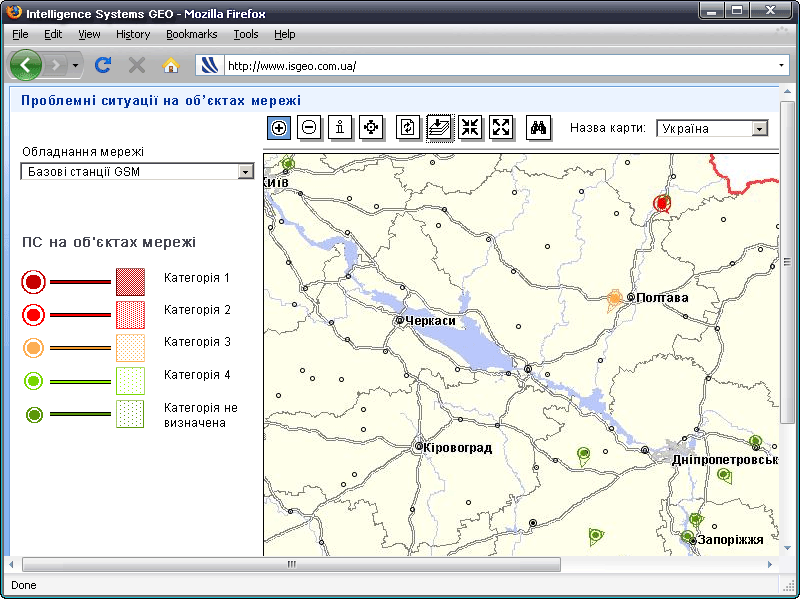 Intelligence Systems GEO - Mozilla Firefox
File Edit View History Bookmarks Tools Help
http://www.isgeo.com.ua/
Проблемні ситуації на об'єктах мережі
Назва карти: Україна
Обладнання мережі
Базові станції GSM
ПС на об'єктах мережі
Категорія 1
Категорія 2
Категорія 3
Категорія 4
Категорія не
визначена
Київ
Полтава
Черкаси
Кіровоград
Дніпропетровськ
Запоріжжя
Done